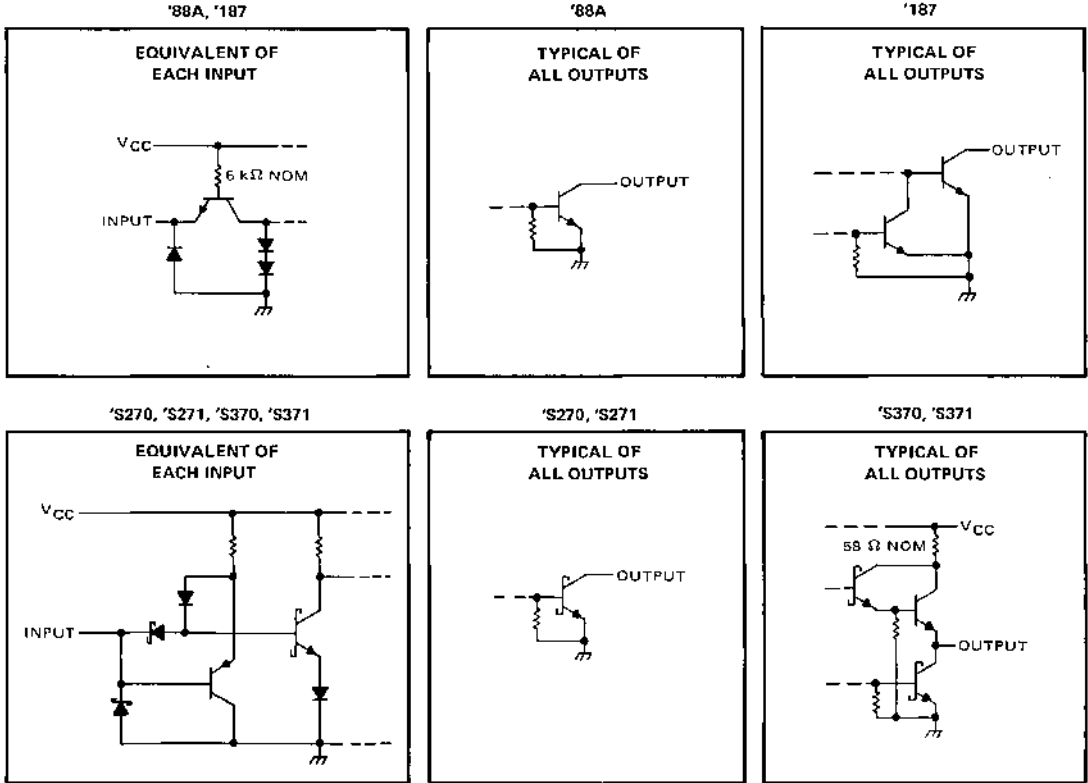 '88A, '187
EQUIVALENT OF
EACH INPUT
VCC
6 kΩ NOM
INPUT
'88A
TYPICAL OF
ALL OUTPUTS
OUTPUT
'187
TYPICAL OF
ALL OUTPUTS
OUTPUT
'S270, 'S271, 'S370, 'S371
EQUIVALENT OF
EACH INPUT
VCC
INPUT
'S270, 'S271
TYPICAL OF
ALL OUTPUTS
OUTPUT
'S370, 'S371
TYPICAL OF
ALL OUTPUTS
VCC
58 Ω NOM
OUTPUT